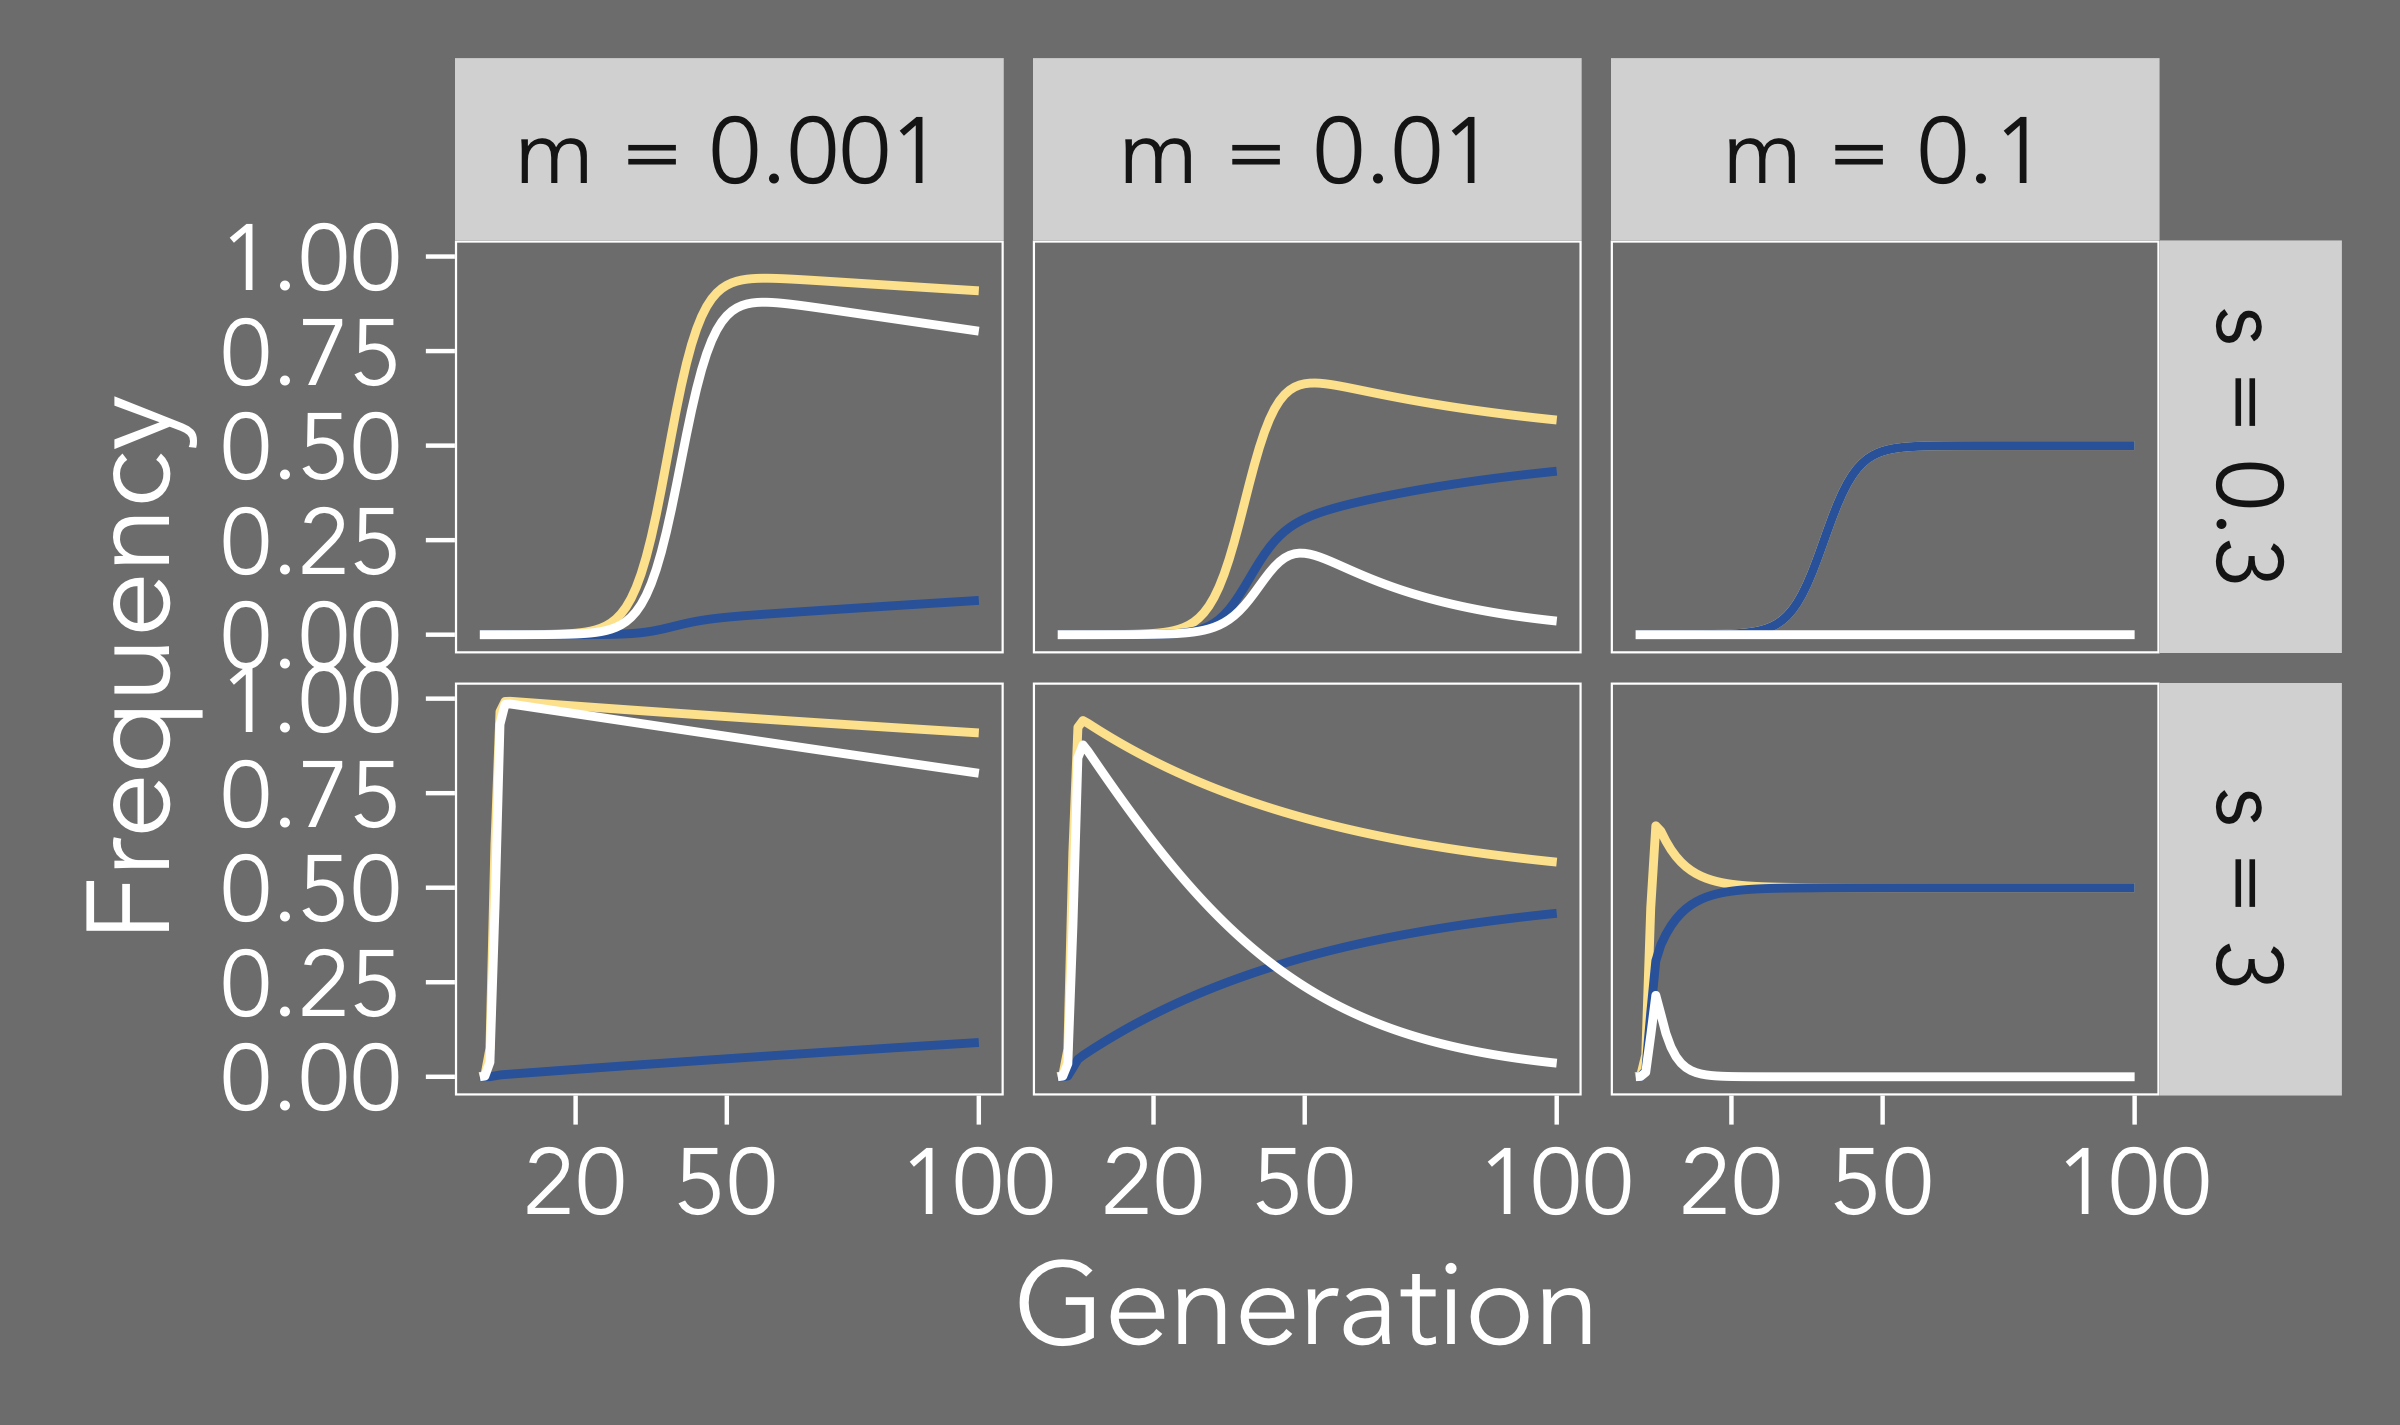 m = 0.001
m = 0.01
m = 0.1
1.00
0.75
0.50
0.25
0.00
s = 0.3
1.00
0.75
0.50
0.25
0.00
s = 3
Frequency
20 50 100 20 50 100 20 50 100
Generation